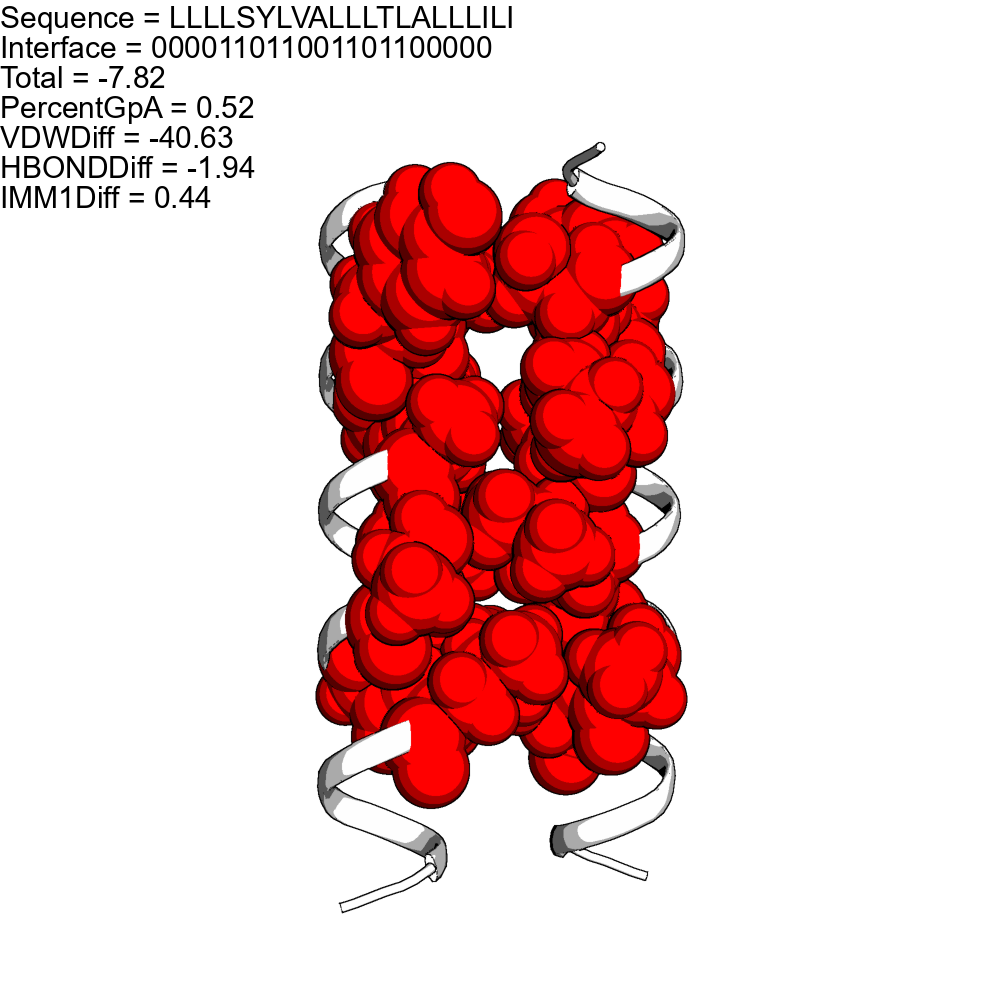 Sequence = LLLLSYLVALLLTLALLLILI
Interface = 000011011001101100000
Total = -7.82
PercentGpA = 0.52
VDWDiff = -40.63
HBONDDiff = -1.94
IMM1Diff = 0.44